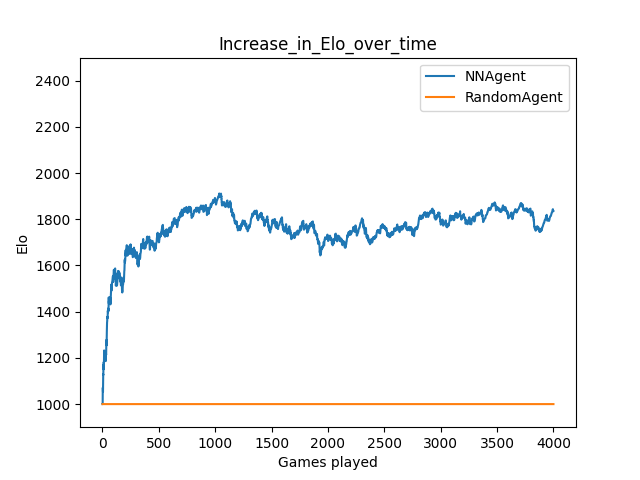 Increase_in_Elo_over_time
NNAgent
RandomAgent
2400
2200
2000
1800
1600
1400
1200
1000
Elo
0 500 1000 1500 2000 2500 3000 3500 4000
Games played